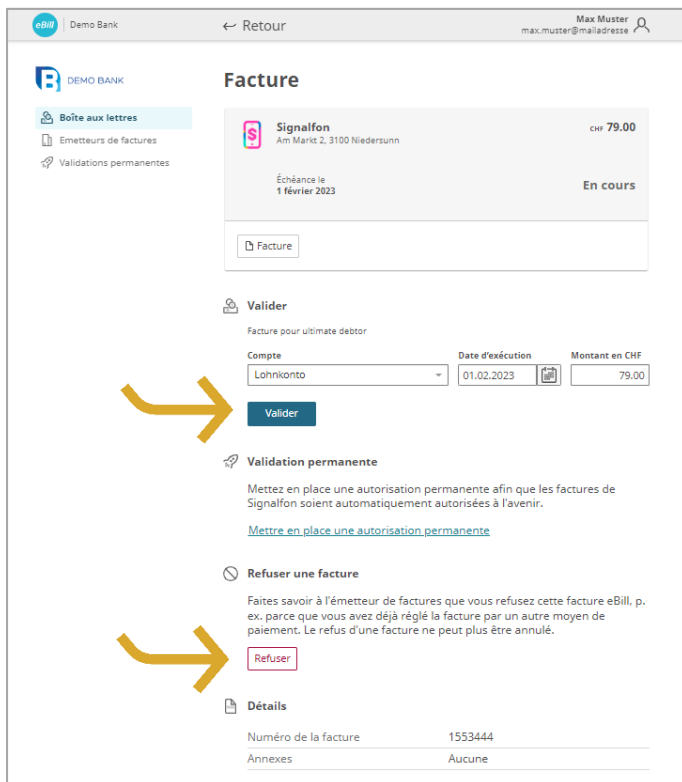 eBill Demo Bank
Retour
Max Muster
max.muster@mailadresse
DEMO BANK
Boîte aux lettres
Emetteurs de factures
Validations permanentes
Facture
Signalfon
Am Markt 2, 3100 Niedersunn
CHF 79.00
Échéance le
1 février 2023
En cours
Facture
Valider
Facture pour ultimate debtor
Compte
Date d'exécution
Montant en CHF
Lohnkonto
01.02.2023
79.00
Valider
Validation permanente
Mettez en place une autorisation permanente afin que les factures de
Signalfon soient automatiquement autorisées à l'avenir.
Mettre en place une autorisation permanente
Refuser une facture
Faites savoir à l'émetteur de factures que vous refusez cette facture eBill, p.
ex. parce que vous avez déjà réglé la facture par un autre moyen de
paiement. Le refus d'une facture ne peut plus être annulé.
Refuser
Détails
Numéro de la facture 1553444
Annexes Aucune